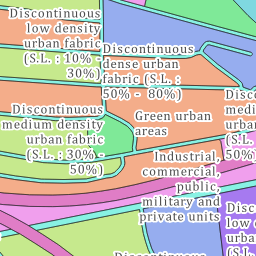 Discontinuous
low density
urban fabric
(S.L. : 10% -
30%)
Discontinuous
dense urban
fabric (S.L. :
50% - 80%)
Discontinuous
medium density
urban fabric
(S.L. : 30% -
50%)
Green urban
areas
Industrial,
commercial,
public,
military and
private units
Disco
medi
urba
(S.L.
50%)
Disc
low
urba
(S.L
Discontinuous